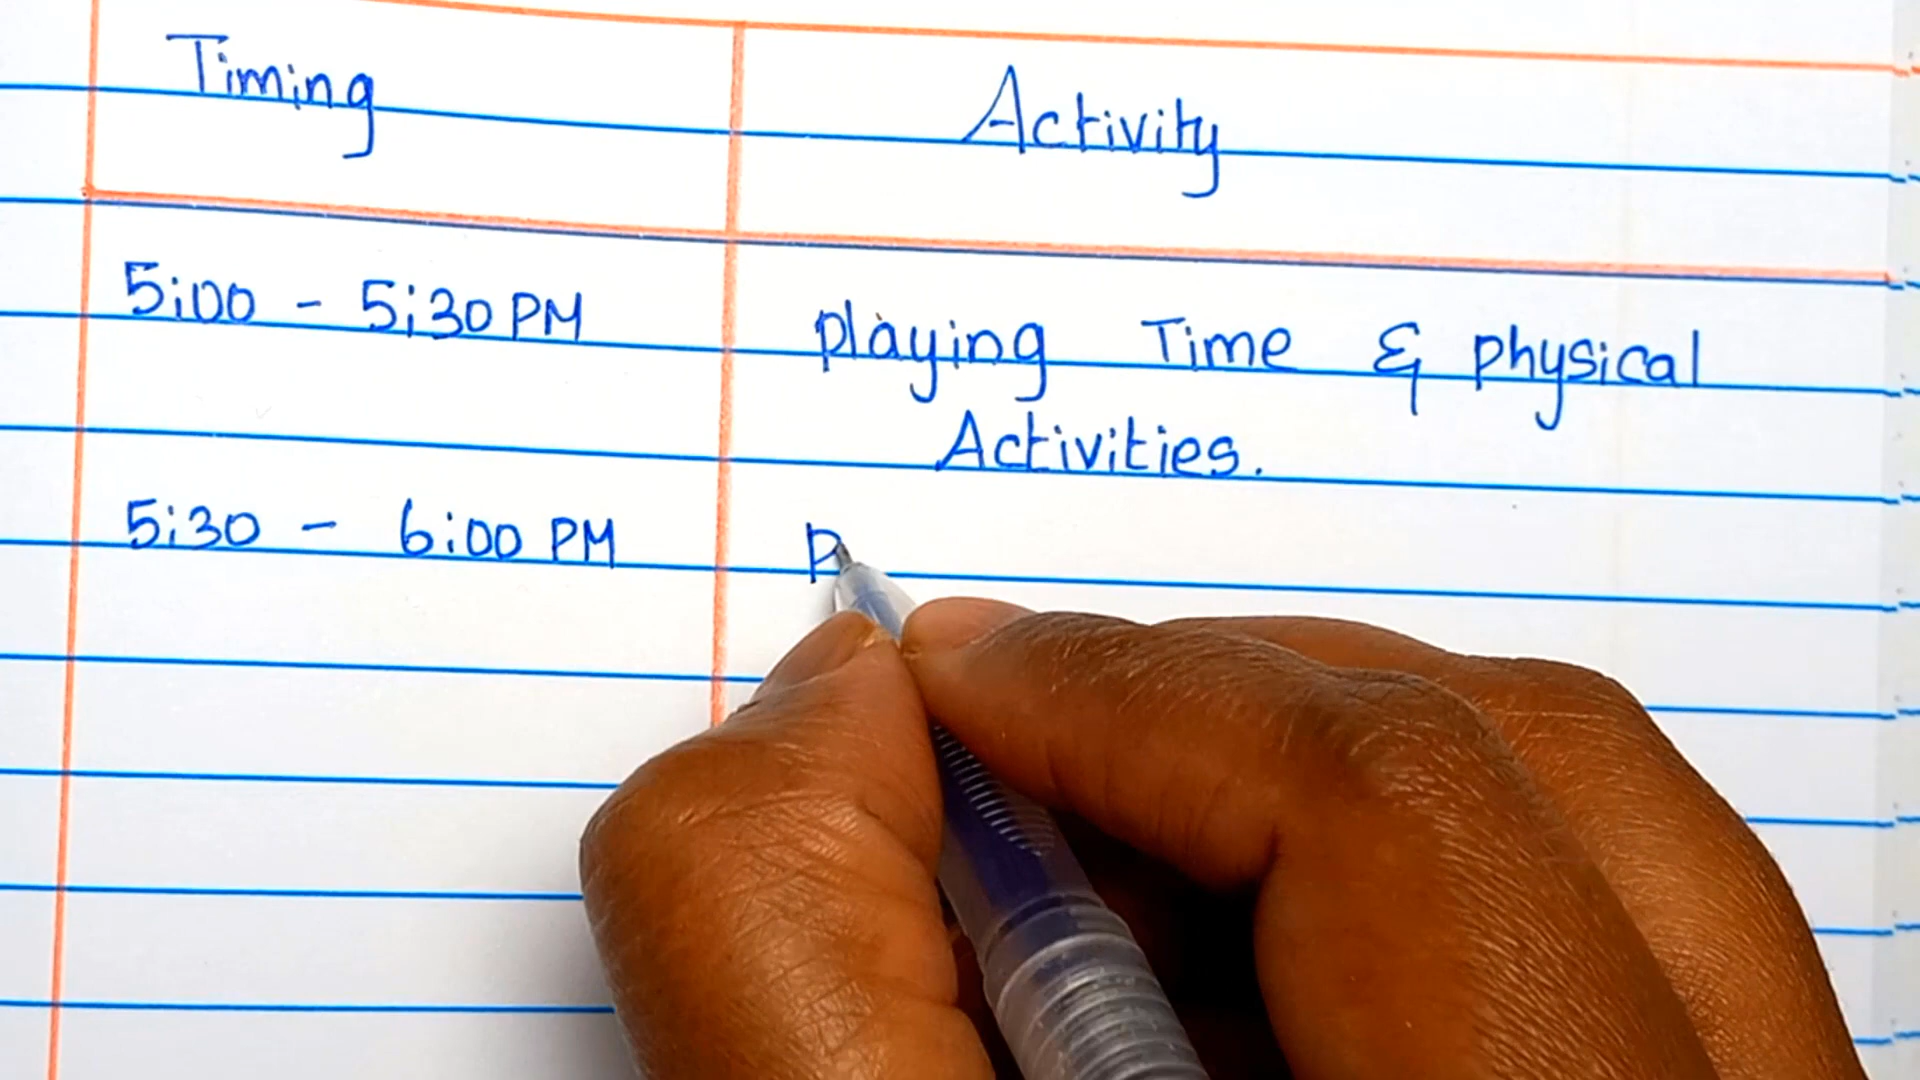 Timing Activity
5:00 - 5:30 PM playing Time & physical
Activities.
5:30 - 6:00 PM P